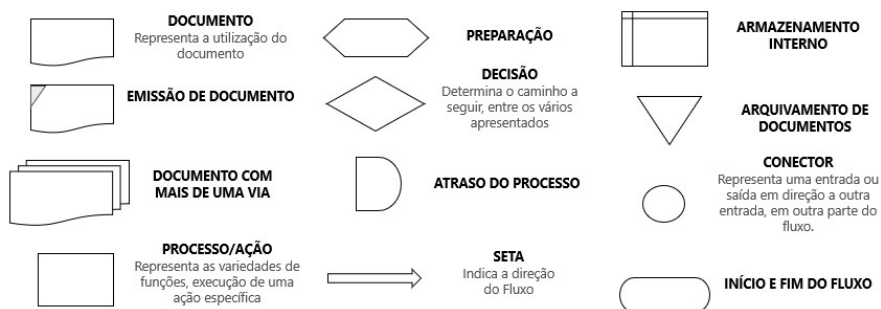 DOCUMENTO
Representa a utilização do
documento
EMISSÃO DE DOCUMENTO
DOCUMENTO COM
MAIS DE UMA VIA
PROCESSO/AÇÃO
Representa as variedades de
funções, execução de uma
ação específica
PREPARAÇÃO
DECISÃO
Determina o caminho a
seguir, entre os vários
apresentados
ATRASO DO PROCESSO
SETA
Indica a direção
do Fluxo
ARMAZENAMENTO
INTERNO
ARQUIVAMENTO DE
DOCUMENTOS
CONECTOR
Representa uma entrada ou
saída em direção a outra
entrada, em outra parte do
fluxo.
INÍCIO E FIM DO FLUXO